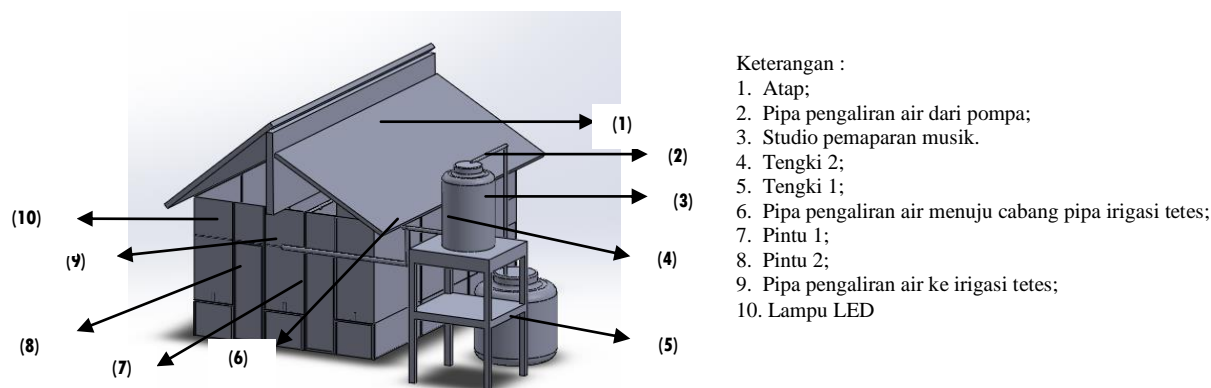 (1)
(2)
(3)
(10)
(9)
(4)
(8)
(7)
(6)
(5)
Keterangan :
1. Atap;
2. Pipa pengaliran air dari pompa;
3. Studio pemaparan musik.
4. Tengki 2;
5. Tengki 1;
6. Pipa pengaliran air menuju cabang pipa irigasi tetes;
7. Pintu 1;
8. Pintu 2;
9. Pipa pengaliran air ke irigasi tetes;
10. Lampu LED